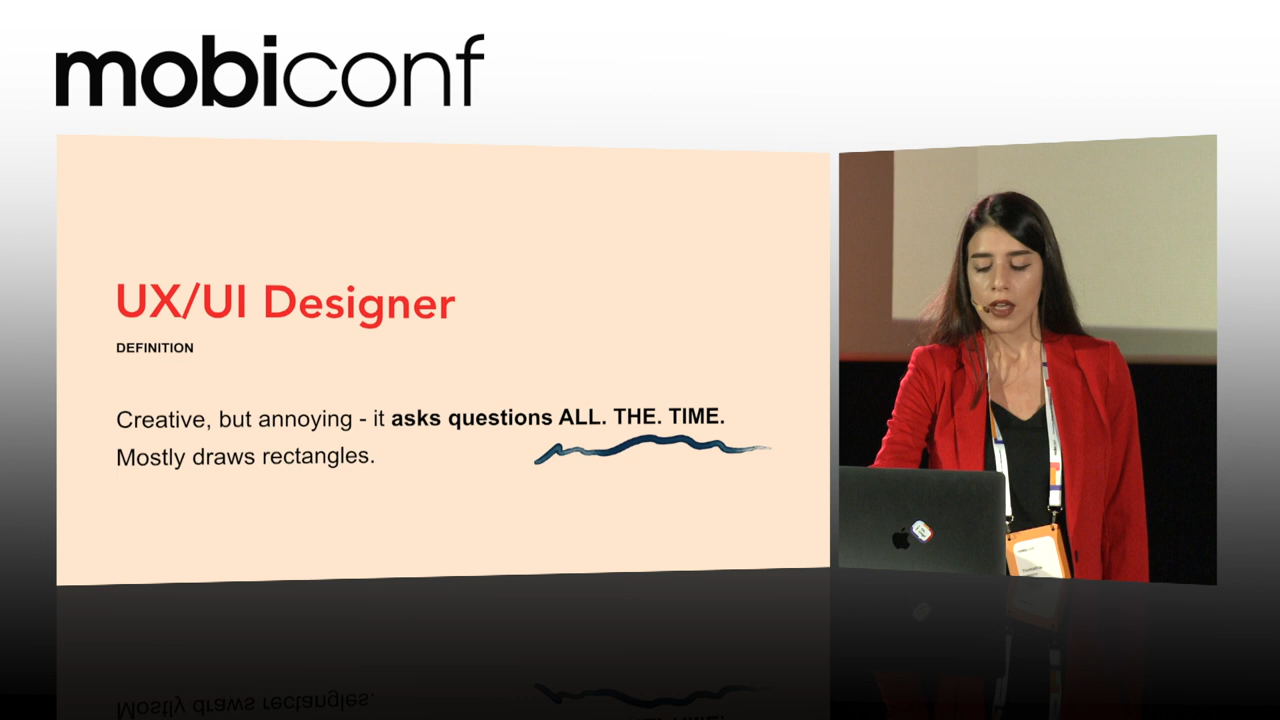 mobiconf
UX/UI Designer
DEFINITION
Creative, but annoying - it asks questions ALL. THE. TIME.
Mostly draws rectangles.